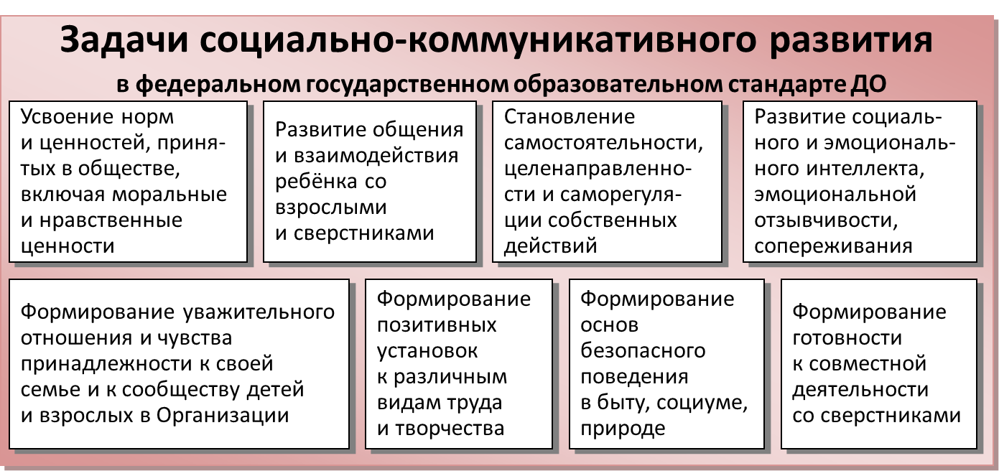 Задачи социально-коммуникативного развития
в федеральном государственном образовательном стандарте ДО
Усвоение норм
и ценностей, приня-
тых в обществе,
включая моральные
и нравственные
ценности
Развитие общения
и взаимодействия
ребёнка со
взрослыми
и сверстниками
Становление
самостоятельности,
целенаправленно-
сти и саморегуля-
ции собственных
действий
Развитие социаль-
ного и эмоциональ-
ного интеллекта,
эмоциональной
отзывчивости,
сопереживания
Формирование уважительного
отношения и чувства
принадлежности к своей
семье и к сообществу детей
и взрослых в Организации
Формирование
позитивных
установок
к различным
видам труда
и творчества
Формирование
основ
безопасного
поведения
в быту, социуме,
природе
Формирование
готовности
к совместной
деятельности
со сверстниками